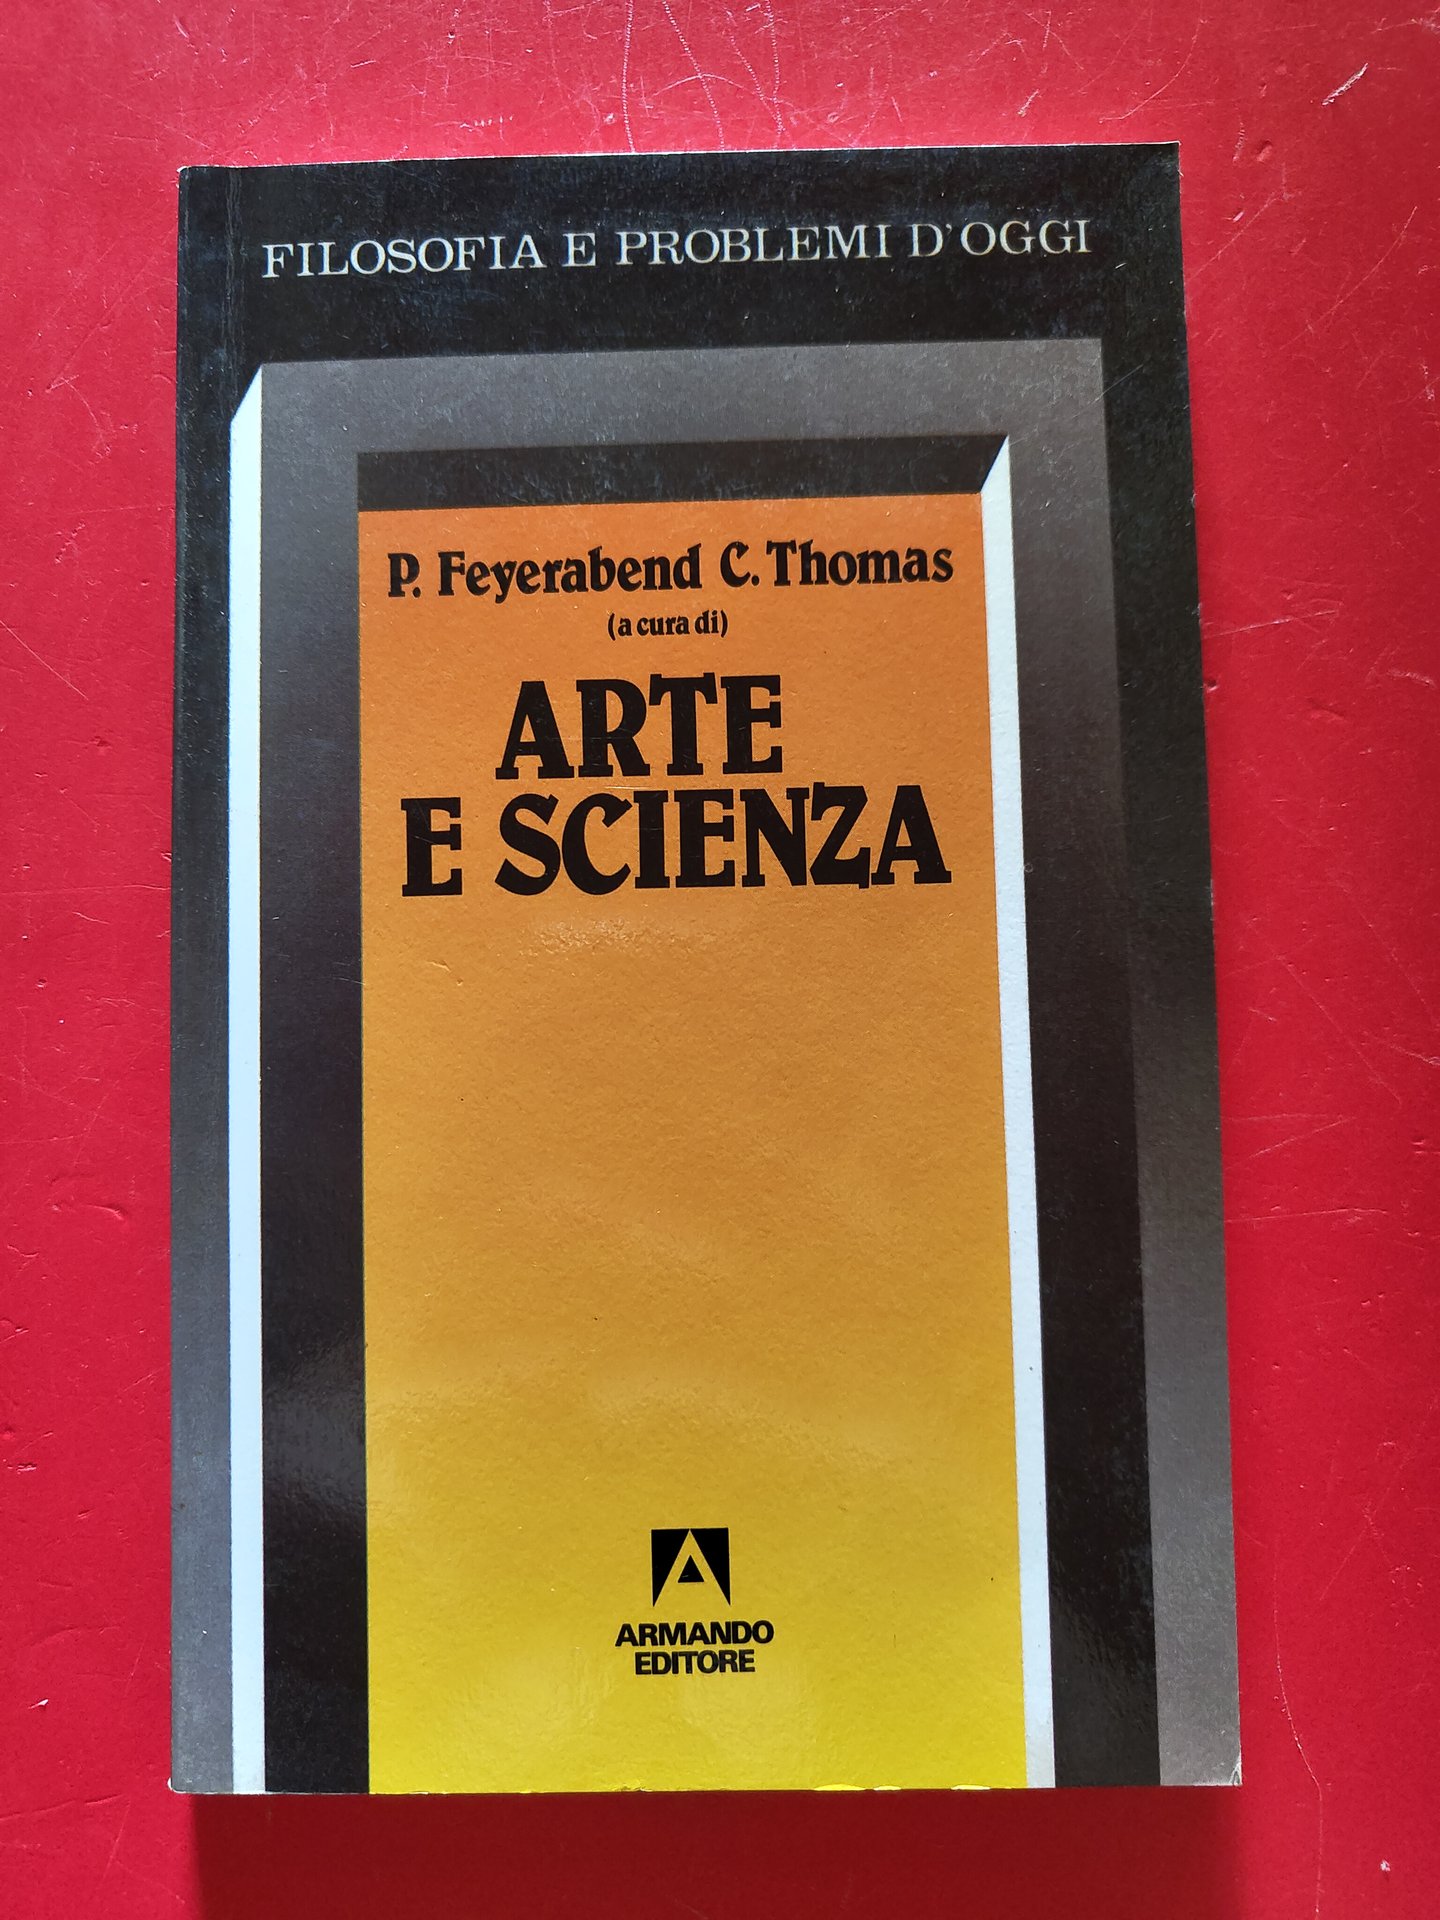 FILOSOFIA E PROBLEMI D'OGGI
P. Feyerabend C. Thomas
(a cura di)
ARTE
E SCIENZA
ARMANDO
EDITORE